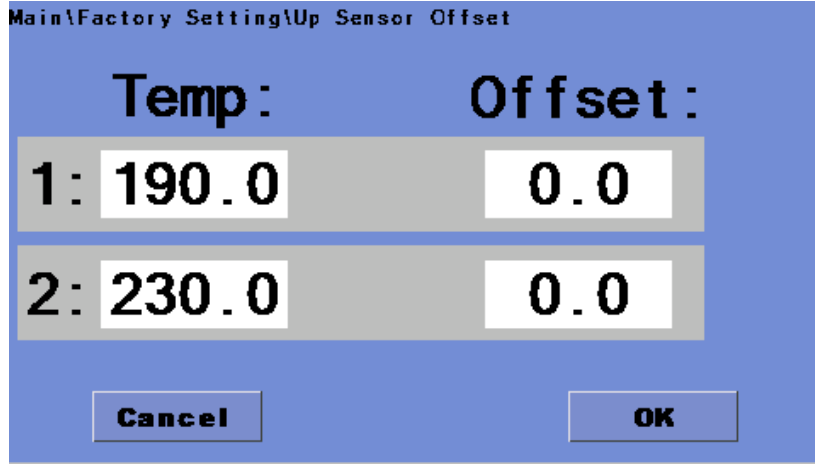 Main\Factory Setting\Up Sensor Offset
Temp: Offset:
1: 190.0 0.0
2: 230.0 0.0
Cancel OK